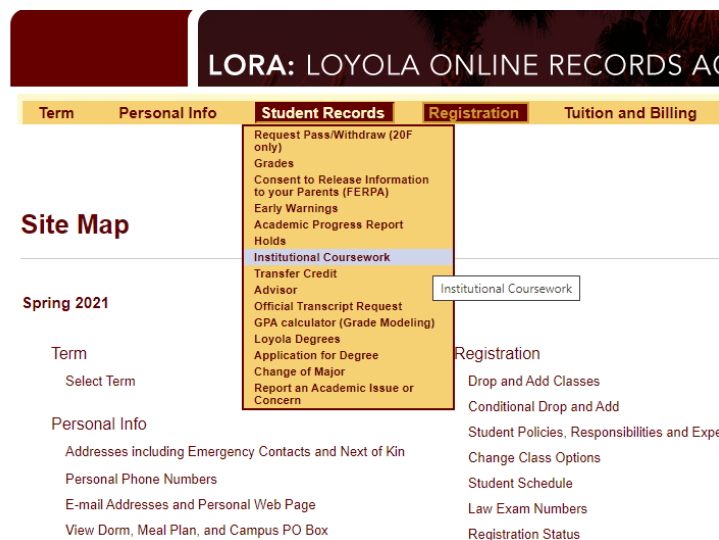 LORA: LOYOLA ONLINE RECORDS
Term Personal Info Student Records Registration Tuition and Billing
Request Pass/Withdraw (20F
only)
Grades
Consent to Release Information
to your Parents (FERPA)
Early Warnings
Academic Progress Report
Holds
Institutional Coursework
Transfer Credit
Advisor
Official Transcript Request
GPA calculator (Grade Modeling)
Loyola Degrees
Application for Degree
Change of Major
Report an Academic Issue or
Concern
Institutional Coursework
Site Map
Spring 2021
Term
Select Term
Personal Info
Addresses including Emergency Contacts and Next of Kin
Personal Phone Numbers
E-mail Addresses and Personal Web Page
View Dorm, Meal Plan, and Campus PO Box
Registration
Drop and Add Classes
Conditional Drop and Add
Student Policies, Responsibilities and
Change Class Options
Student Schedule
Law Exam Numbers
Registration Status